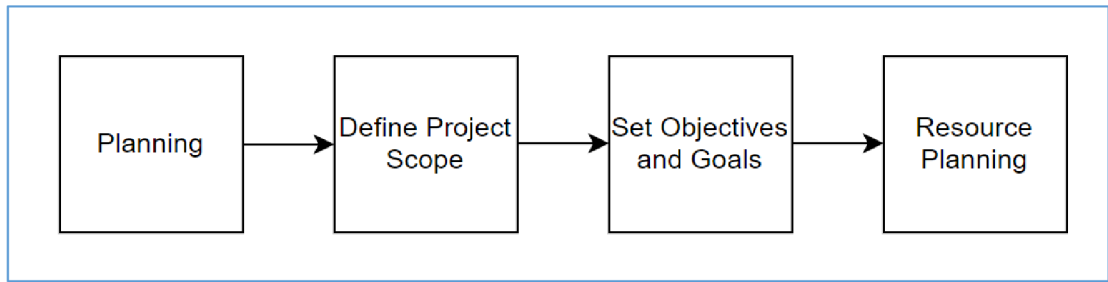 Planning
Define Project
Scope
Set Objectives
and Goals
Resource
Planning